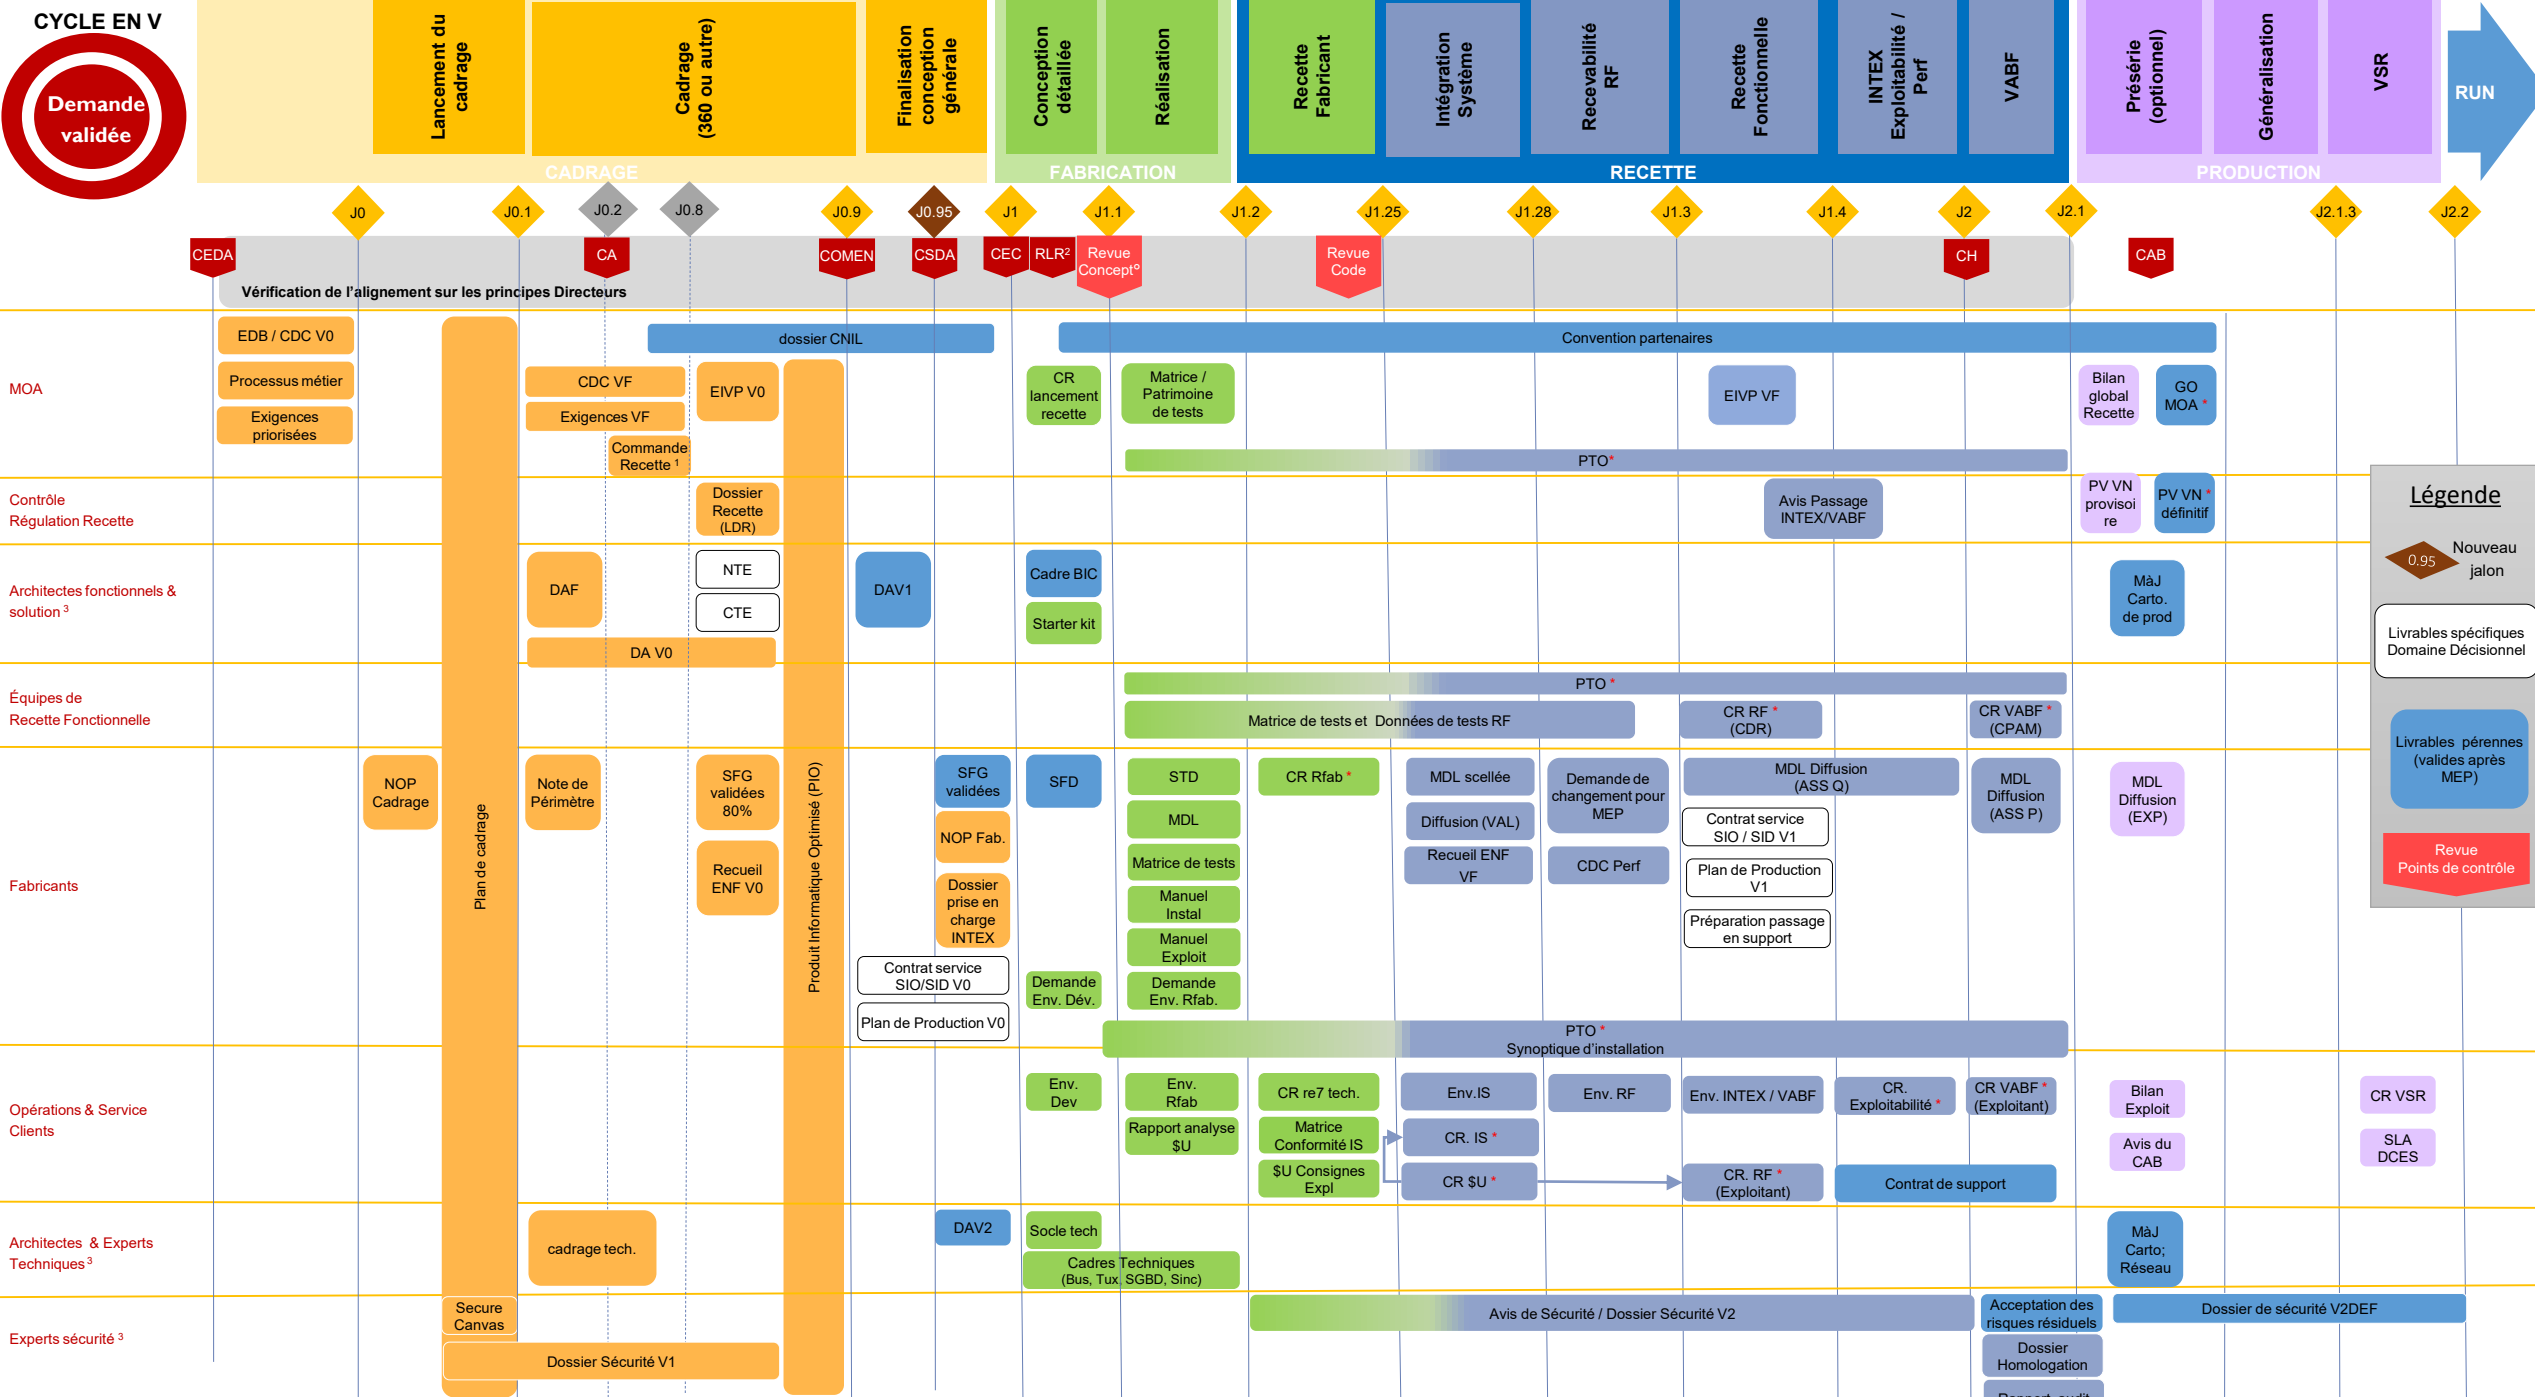 CYCLE EN V
Demande
validée
Lancement du
cadrage
Cadrage
(360 ou autre)
Finalisation
conception
générale
Conception
détaillée
Réalisation
Recette
Fabricant
Intégration
Système
Recevabilité
RF
Recette
Fonctionnelle
INTEX
Exploitabilité /
Perf
VABF
Présérie
(optionnel)
Généralisation
VSR
RUN
CADRAGE
FABRICATION
RECETTE
PRODUCTION
J0
J0.1
J0.2
J0.8
J0.9
J0.95
J1
J1.1
J1.2
J1.25
J1.28
J1.3
J1.4
J2
J2.1
J2.1.3
J2.2
CEDA
CA
COMEN
CSDA
CEC
RLR²
Revue
Concept°
Revue
Code
CH
CAB
Vérification de l'alignement sur les principes Directeurs
MOA
EDB / CDC V0
Processus métier
Exigences
priorisées
dossier CNIL
CDC VF
Exigences VF
Commande
Recette ¹
EIVP V0
Convention partenaires
CR
lancement
recette
Matrice /
Patrimoine
de tests
EIVP VF
Bilan
global
Recette
GO
MOA *
PTO*
Contrôle
Régulation Recette
Dossier
Recette
(LDR)
Avis Passage
INTEX/VABF
PV VN
provisoi
re
PV VN *
définitif
Architectes fonctionnels &
solution ³
DAF
NTE
CTE
DA V0
DAV1
Cadre BIC
Starter kit
MàJ
Carto.
de prod
Équipes de
Recette Fonctionnelle
PTO *
Matrice de tests et Données de tests RF
CR RF *
(CDR)
CR VABF *
(CPAM)
Fabricants
Plan de cadrage
Produit Informatique Optimisé (PIO)
NOP
Cadrage
Note de
Périmètre
SFG
validées
80%
Recueil
ENF V0
SFG
validées
NOP Fab.
Dossier
prise en
charge
INTEX
Contrat service
SIO/SID V0
Plan de Production V0
SFD
Demande
Env. Dév.
STD
MDL
Matrice de tests
Manuel
Instal
Manuel
Exploit
Demande
Env. Rfab.
CR Rfab *
MDL scellée
Diffusion (VAL)
Recueil ENF
VF
Demande de
changement pour
MEP
CDC Perf
MDL Diffusion
(ASS Q)
Contrat service
SIO / SID V1
Plan de Production
V1
Préparation passage
en support
MDL
Diffusion
(ASS P)
MDL
Diffusion
(EXP)
PTO *
Synoptique d'installation
Opérations & Service
Clients
Env.
Dev
Env.
Rfab
Rapport analyse
$U
CR re7 tech.
Matrice
Conformité IS
$U Consignes
Expl
Env.IS
CR. IS *
CR $U *
Env. RF
Env. INTEX / VABF
CR. RF *
(Exploitant)
CR.
Exploitabilité *
CR VABF *
(Exploitant)
Contrat de support
Bilan
Exploit
Avis du
CAB
CR VSR
SLA
DCES
Architectes & Experts
Techniques ³
cadrage tech.
DAV2
Socle tech
Cadres Techniques
(Bus, Tux, SGBD, Sinc)
MàJ
Carto;
Réseau
Experts sécurité ³
Secure
Canvas
Dossier Sécurité V1
Avis de Sécurité / Dossier Sécurité V2
Acceptation des
risques résiduels
Dossier
Homologation
Dossier de sécurité V2DEF
Légende
0.95
Nouveau
jalon
Livrables spécifiques
Domaine Décisionnel
Livrables pérennes
(valides après
MEP)
Revue
Points de contrôle